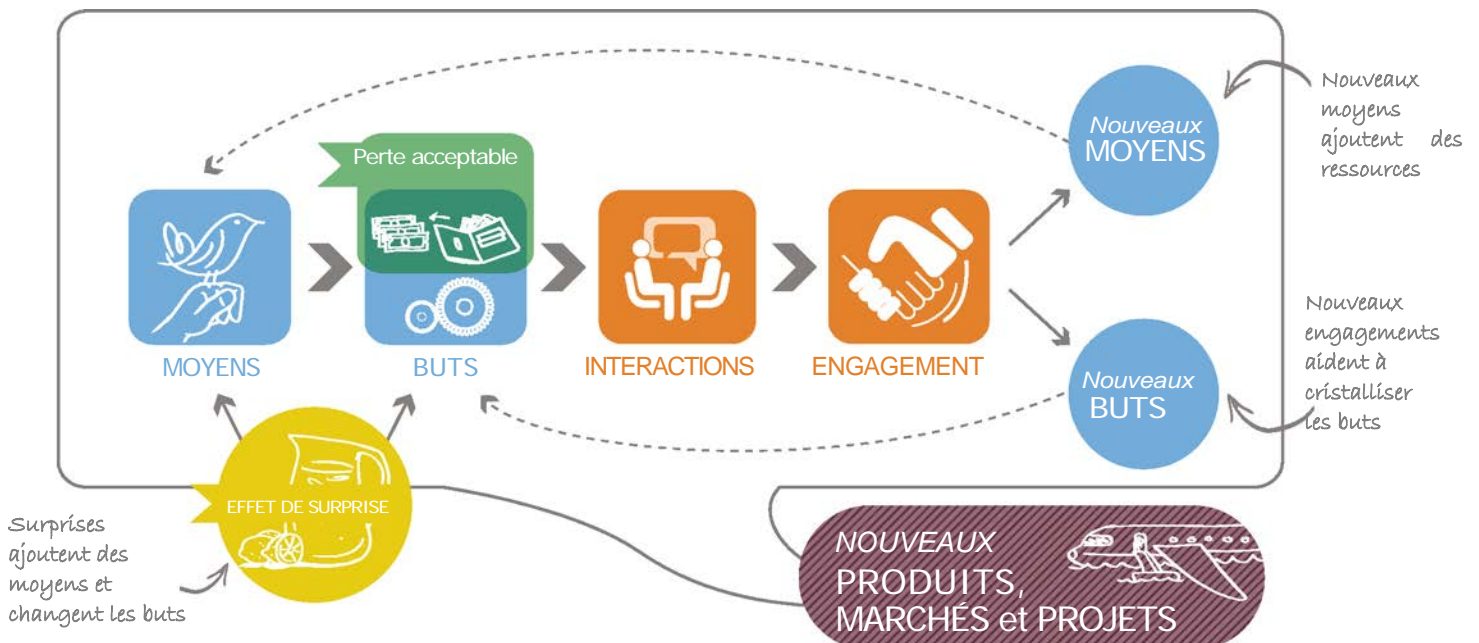 Nouveaux
MOYENS
Nouveaux
moyens
ajoutent des
ressources
Perte acceptable
MOYENS
BUTS
INTERACTIONS
ENGAGEMENT
Nouveaux
BUTS
Nouveaux
engagements
aident à
cristalliser
les buts
EFFET DE SURPRISE
Surprises
ajoutent des
moyens et
changent les buts
NOUVEAUX
PRODUITS,
MARCHÉS et PROJETS